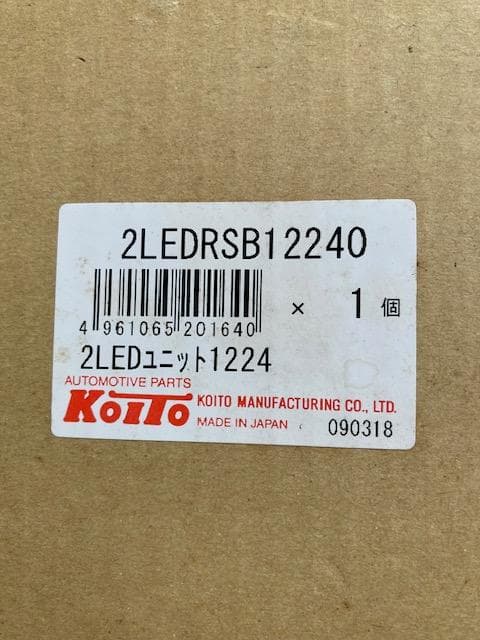 2LEDRSB12240
× 1 個
4 961065 201640
2LEDユニット1224
AUTOMOTIVE PARTS
KOITO KOITO MANUFACTURING CO., LTD.
MADE IN JAPAN 090318